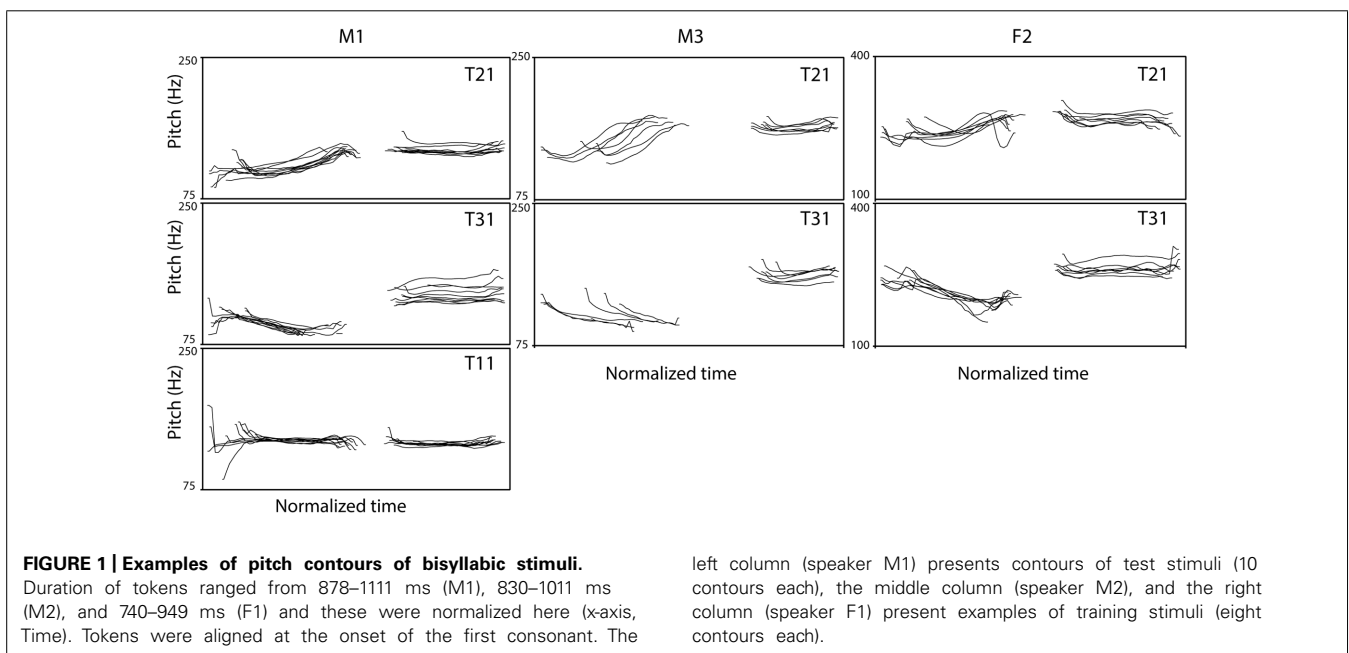 M1 M3 F2
250 250 400
T21 T21 T21
Pitch (Hz)
75 75 100
250 250 400
T31 T31 T31
Pitch (Hz)
75 75 100
250
T11
Normalized time Normalized time
Pitch (Hz)
75
Normalized time
FIGURE 1 | Examples of pitch contours of bisyllabic stimuli.
Duration of tokens ranged from 878–1111 ms (M1), 830–1011 ms
(M2), and 740–949 ms (F1) and these were normalized here (x-axis,
Time). Tokens were aligned at the onset of the first consonant. The
left column (speaker M1) presents contours of test stimuli (10
contours each), the middle column (speaker M2), and the right
column (speaker F1) present examples of training stimuli (eight
contours each).